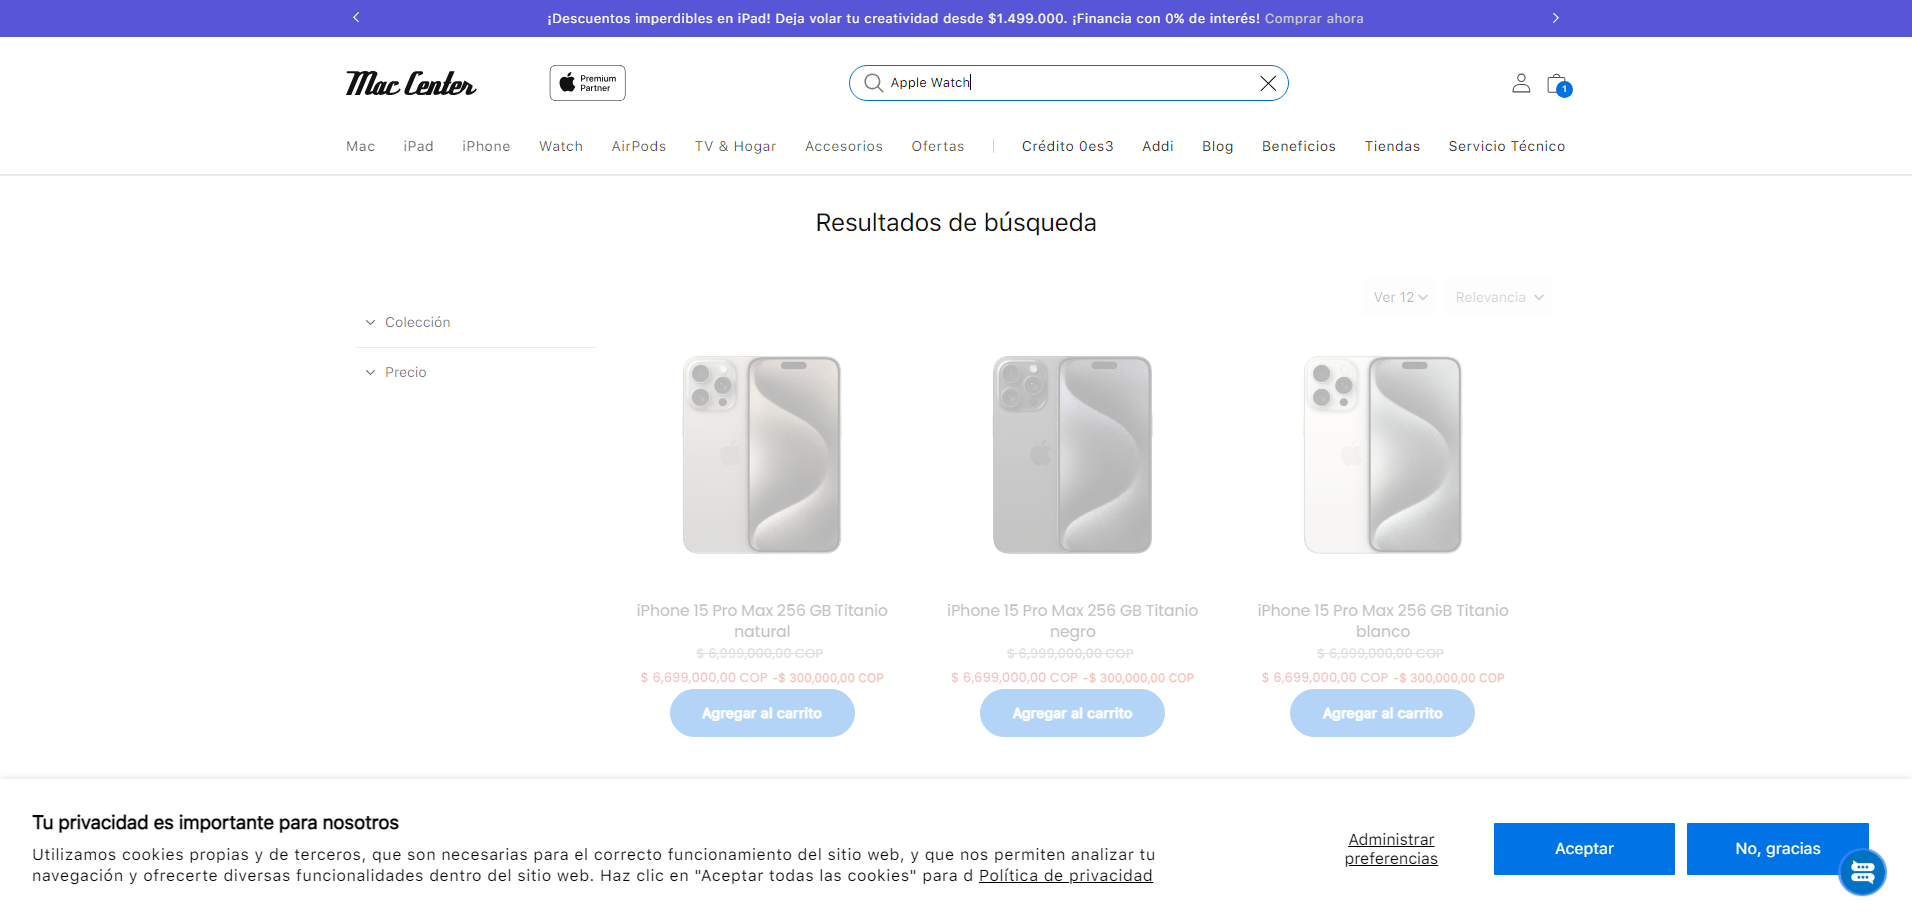 ¡Descuentos imperdibles en iPad! Deja volar tu creatividad desde $1.499.000. ¡Financia con 0% de interés! Comprar ahora
Mac Center
Premium
Partner
Apple Watch
1
Mac iPad iPhone Watch AirPods TV & Hogar Accesorios Ofertas Crédito 0es3 Addi Blog Beneficios Tiendas Servicio Técnico
Resultados de búsqueda
Ver 12 Relevancia
Colección
Precio
iPhone 15 Pro Max 256 GB Titanio
natural
$ 6,999,000,00 COP
$ 6,699,000,00 COP -$ 300,000,00 COP
Agregar al carrito
iPhone 15 Pro Max 256 GB Titanio
negro
$ 6,999,000,00 COP
$ 6,699,000,00 COP -$ 300,000,00 COP
Agregar al carrito
iPhone 15 Pro Max 256 GB Titanio
blanco
$ 6,999,000,00 COP
$ 6,699,000,00 COP -$ 300,000,00 COP
Agregar al carrito
Tu privacidad es importante para nosotros
Utilizamos cookies propias y de terceros, que son necesarias para el correcto funcionamiento del sitio web, y que nos permiten analizar tu
navegación y ofrecerte diversas funcionalidades dentro del sitio web. Haz clic en "Aceptar todas las cookies" para d Política de privacidad
Administrar
preferencias
Aceptar
No, gracias